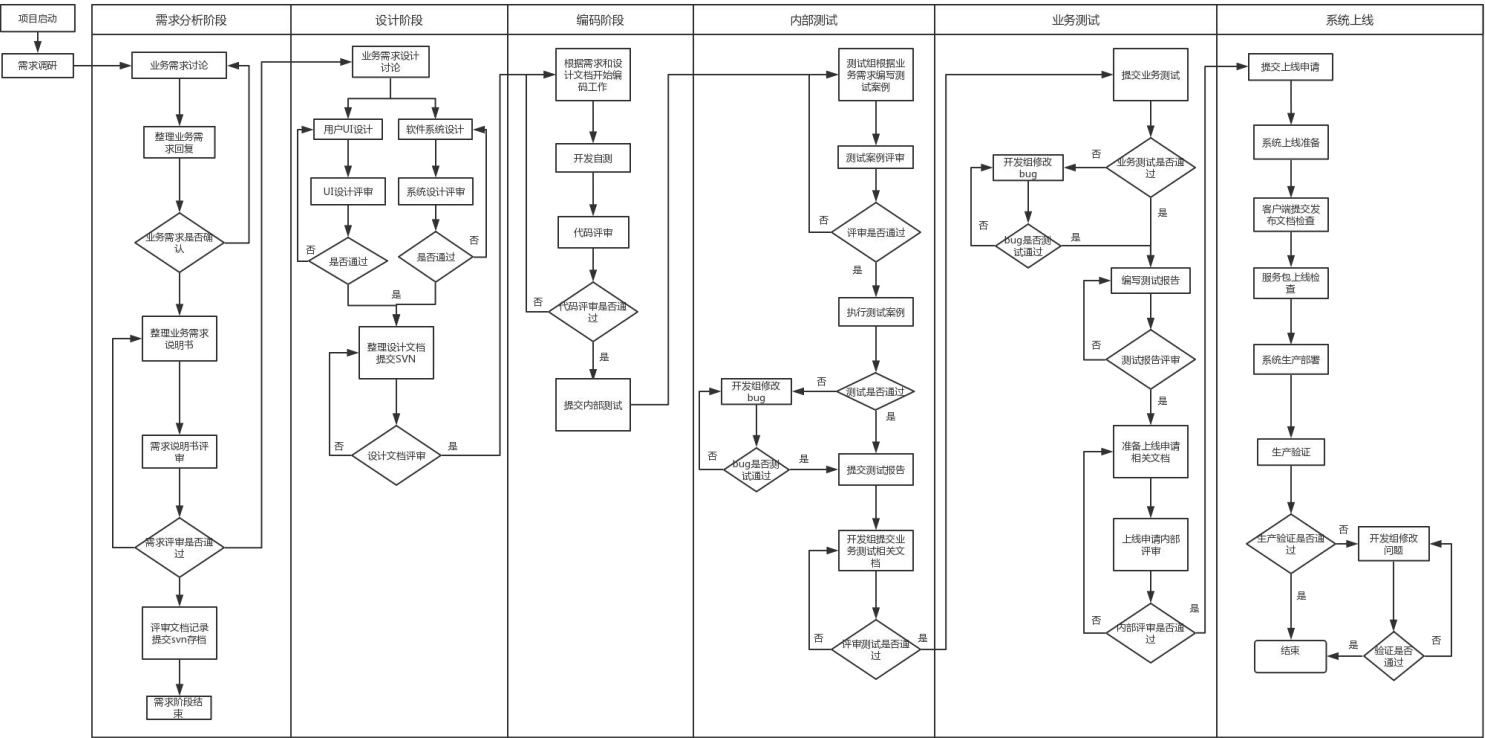 项目启动
需求调研
需求分析阶段
业务需求讨论
整理业务需
求回复
业务需求是否确
认
整理业务需求
说明书
需求说明书评
审
需求评审是否通
过
评审文档记录
提交svn存档
需求阶段结
束
设计阶段
业务需求设计
讨论
用户UI设计
软件系统设计
UI设计评审
系统设计评审
否
是否通过
否
是否通过
是
整理设计文档
提交SVN
否
设计文档评审
是
编码阶段
根据需求和设
计文档开始编
码工作
开发自测
代码评审
否
代码评审是否通
过
是
提交内部测试
内部测试
测试组根据业
务需求编写测
试案例
测试案例评审
否
评审是否通过
是
执行测试案例
开发组修改
bug
否
测试是否通过
是
否
bug是否测
试通过
是
提交测试报告
开发组提交业
务测试相关文
档
否
评审测试是否通
过
是
业务测试
提交业务测试
开发组修改
bug
否
业务测试是否通
过
是
否
bug是否测
试通过
是
编写测试报告
否
测试报告评审
是
准备上线申请
相关文档
上线申请内部
评审
否
内部评审是否通
过
是
系统上线
提交上线申请
系统上线准备
客户端提交发
布文档检查
服务包上线检
查
系统生产部署
生产验证
生产验证是否通
过
否
开发组修改
问题
是
结束
是
验证是否
通过
否